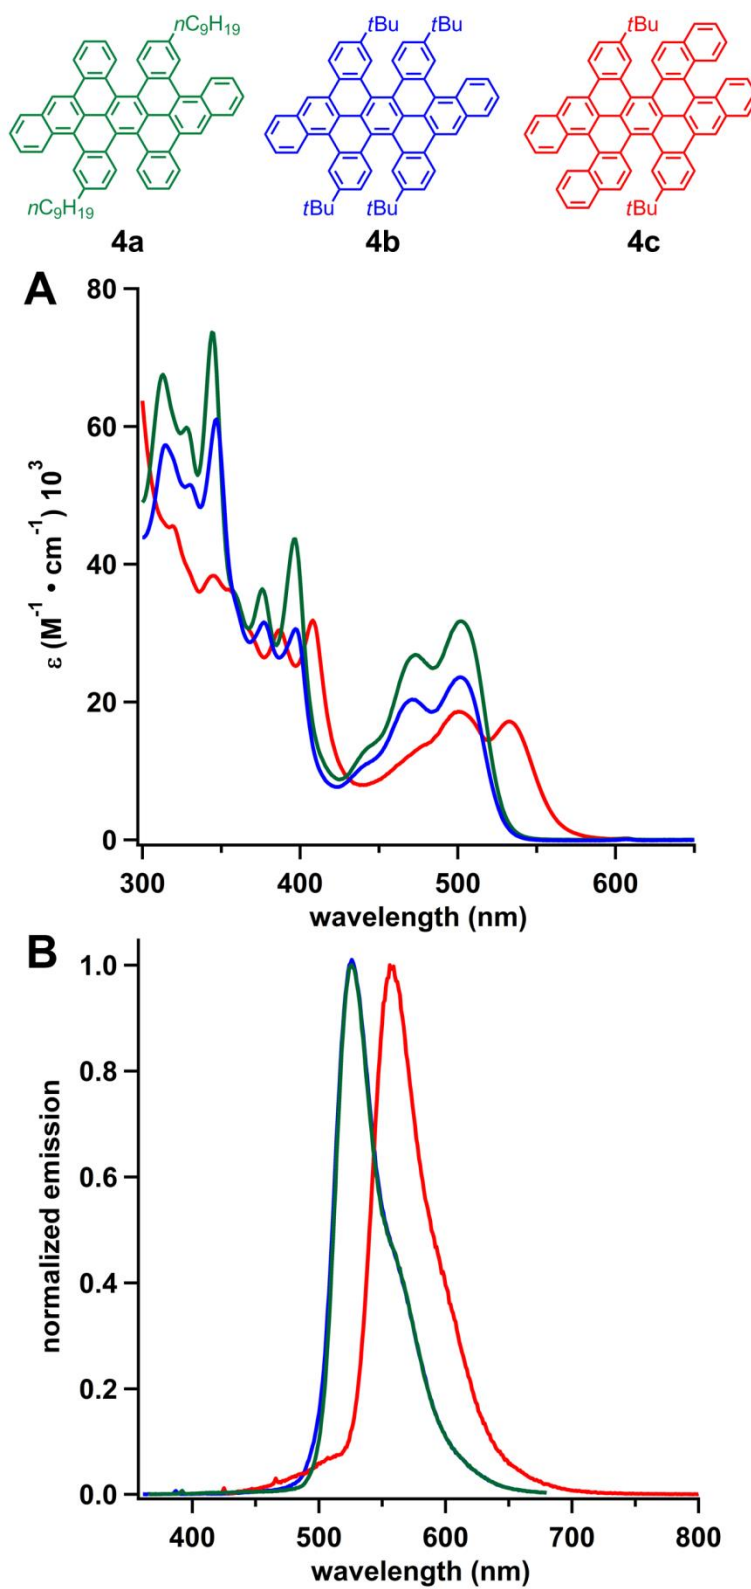 nC9H19
tBu
tBu
tBu
nC9H19
tBu
tBu
tBu
4a
4b
4c
A
80
60
40
20
0
ε (M⁻¹ • cm⁻¹) 10³
300
400
500
600
wavelength (nm)
B
1.0
0.8
0.6
0.4
0.2
0.0
normalized emission
400
500
600
700
800
wavelength (nm)